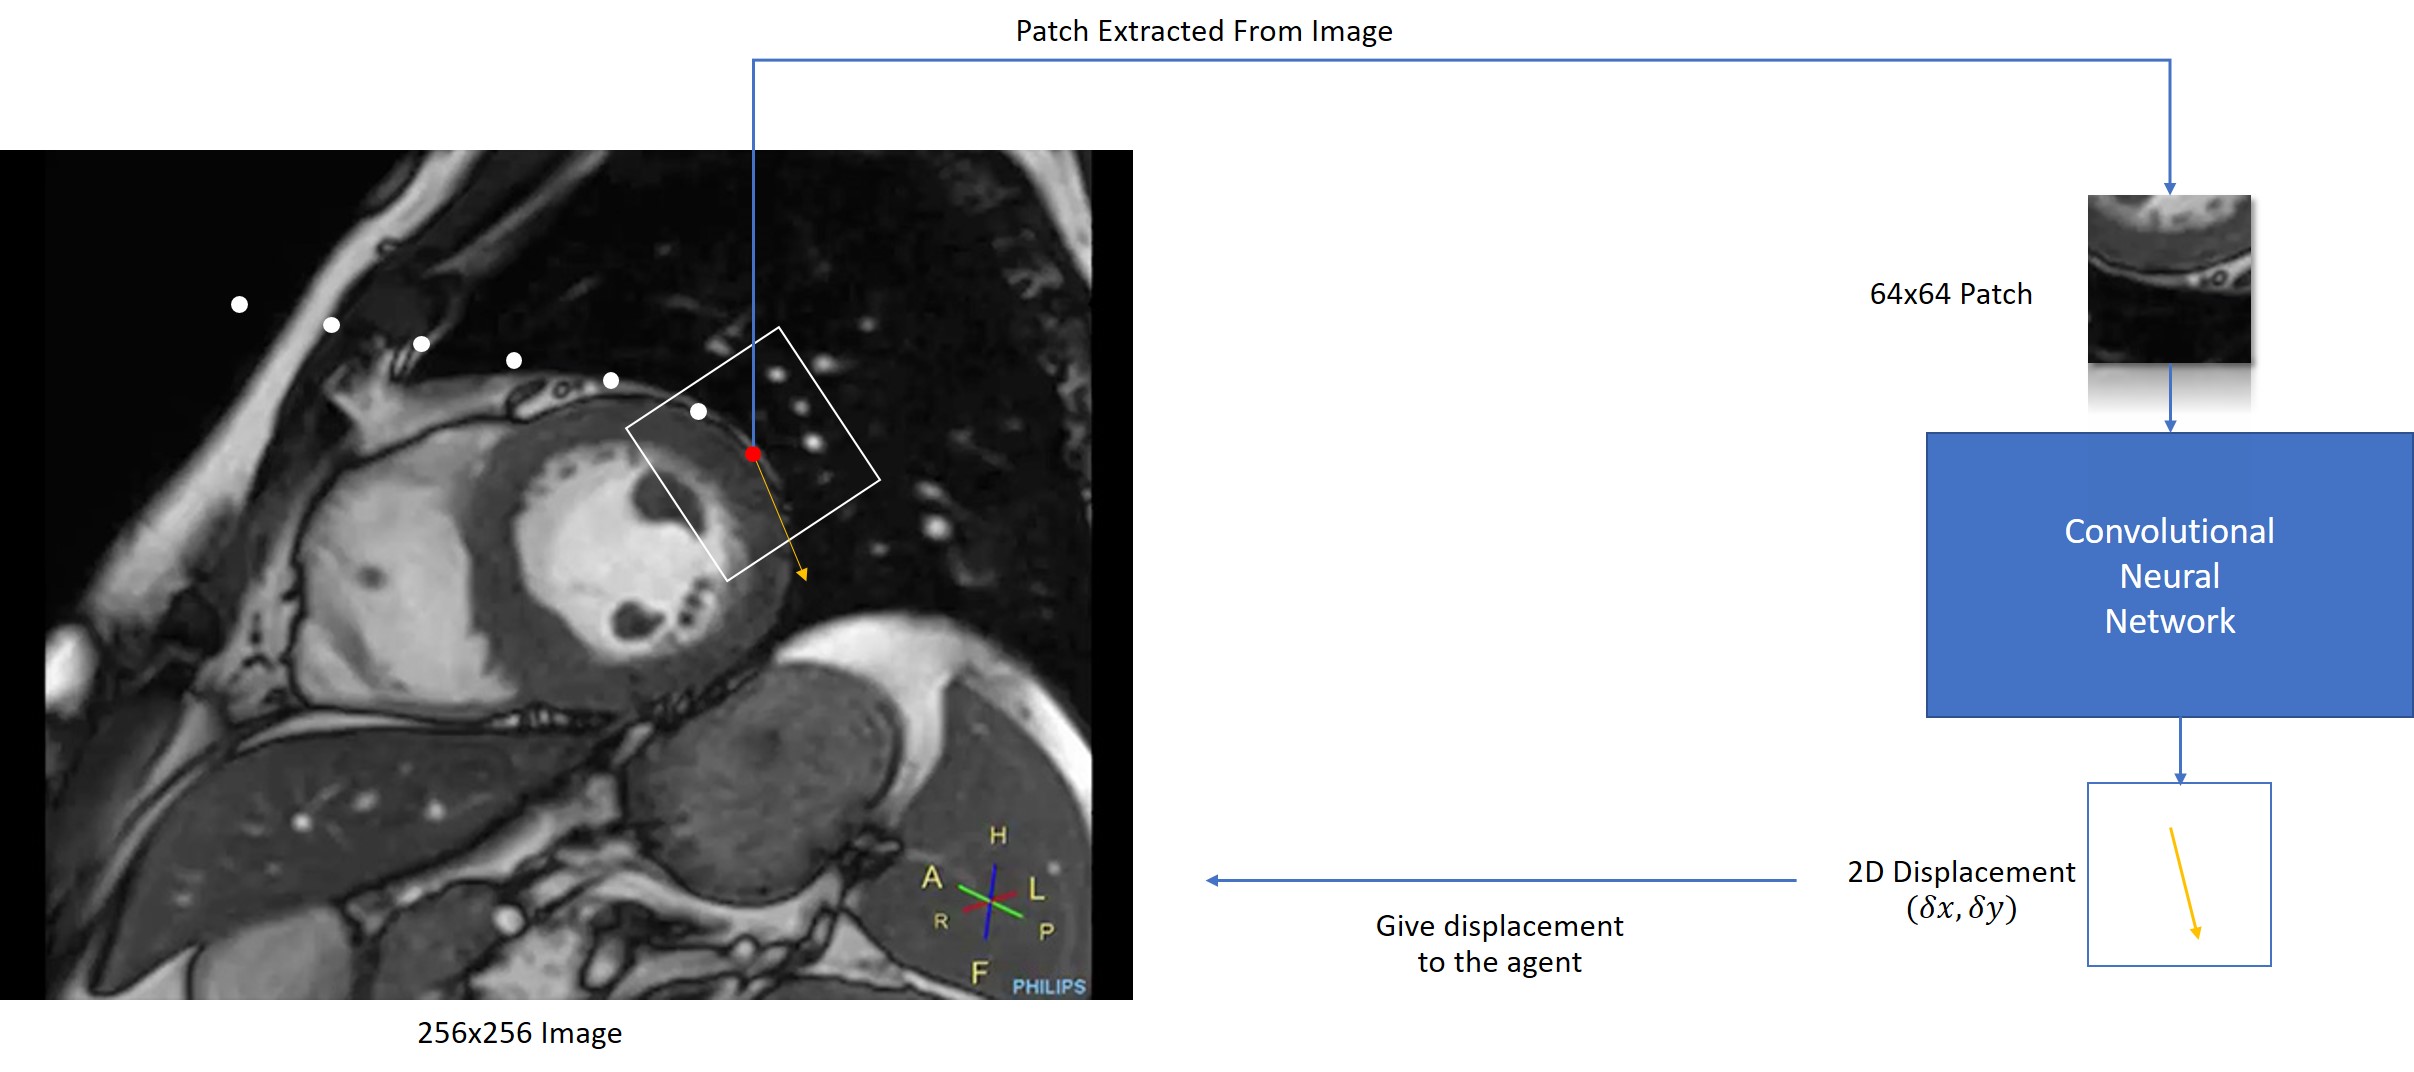 Patch Extracted From Image
64x64 Patch
Convolutional
Neural
Network
H
A
L
R
P
F
PHILIPS
2D Displacement
(𝛿x, 𝛿y)
Give displacement
to the agent
256x256 Image